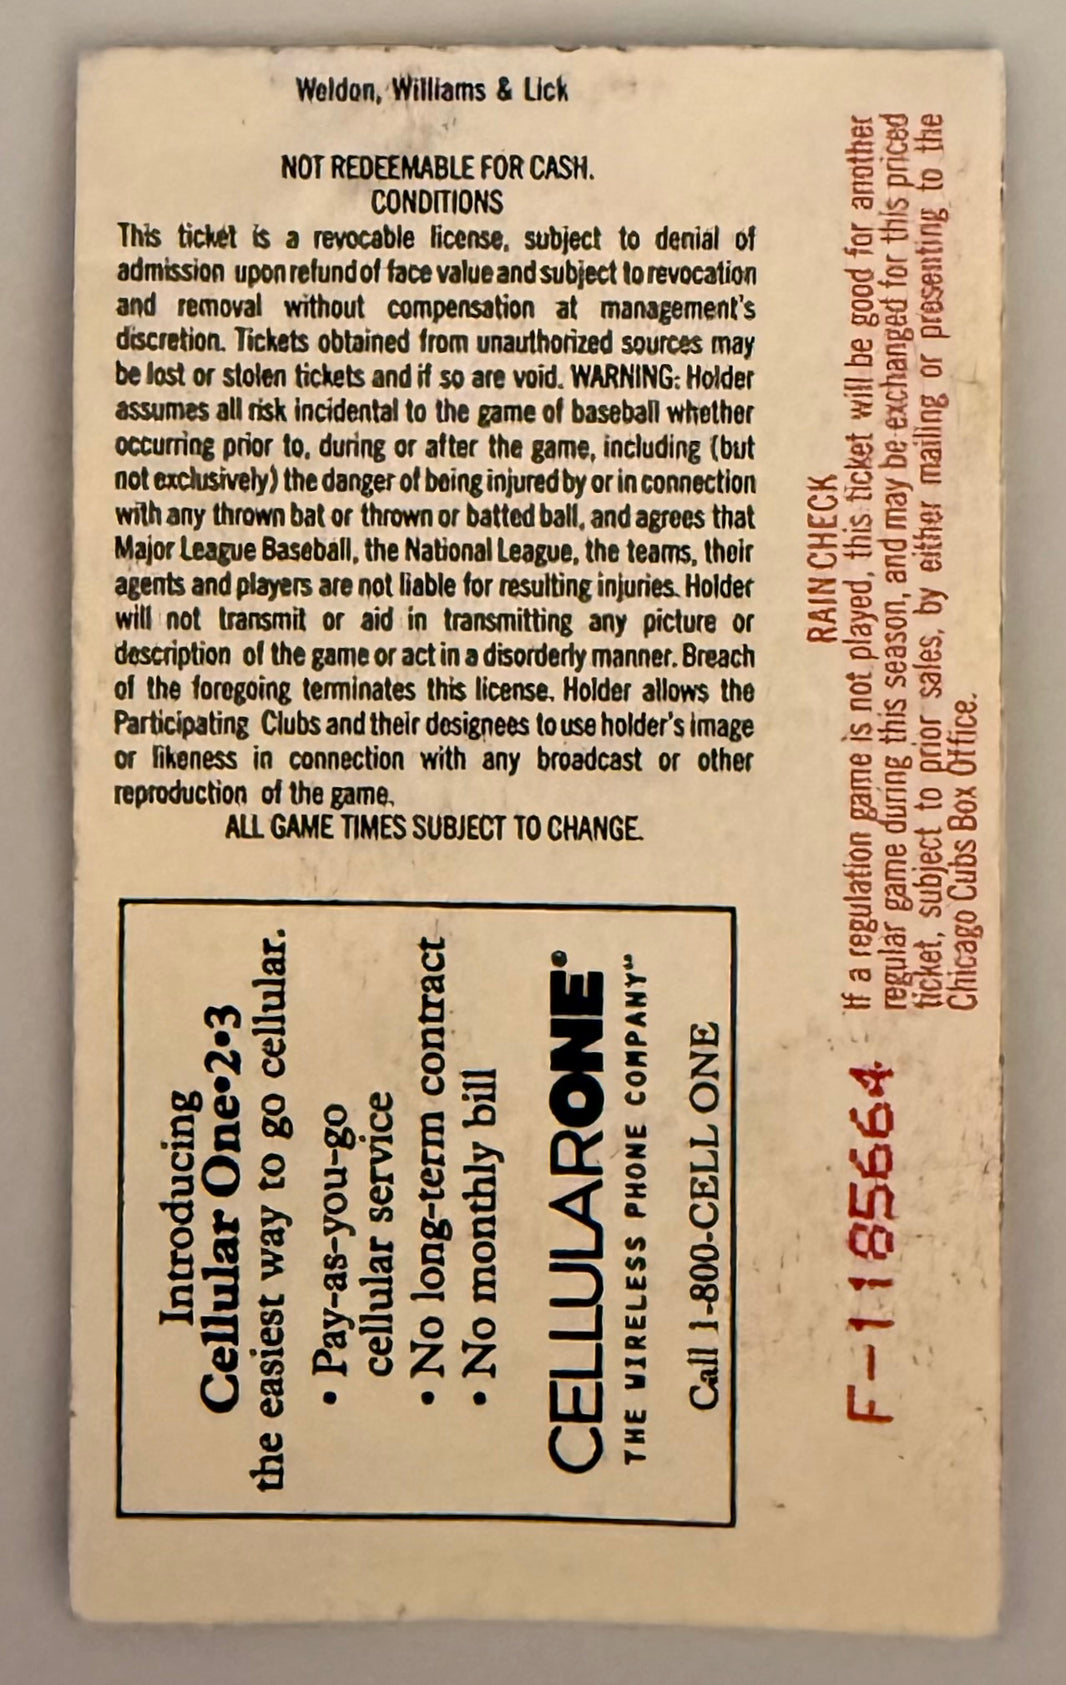 Weldon, Williams & Lick
NOT REDEEMABLE FOR CASH.
CONDITIONS
This ticket is a revocable license, subject to denial of
admission upon refund of face value and subject to revocation
and removal without compensation at management's
discretion. Tickets obtained from unauthorized sources may
be lost or stolen tickets and if so are void. WARNING: Holder
assumes all risk incidental to the game of baseball whether
occurring prior to, during or after the game, including (but
not exclusively) the danger of being injured by or in connection
with any thrown bat or thrown or batted ball, and agrees that
Major League Baseball, the National League, the teams, their
agents and players are not liable for resulting injuries. Holder
will not transmit or aid in transmitting any picture or
description of the game or act in a disorderly manner. Breach
of the foregoing terminates this license. Holder allows the
Participating Clubs and their designees to use holder's image
or likeness in connection with any broadcast or other
reproduction of the game.
ALL GAME TIMES SUBJECT TO CHANGE.
Introducing
Cellular One•2•3
the easiest way to go cellular.
• Pay-as-you-go
cellular service
• No long-term contract
• No monthly bill
CELLULARONE®
THE WIRELESS PHONE COMPANY℠
Call 1-800-CELL ONE
RAIN CHECK
If a regulation game is not played, this ticket will be good for another
regular game during this season, and may be exchanged for this priced
ticket, subject to prior sales, by either mailing or presenting to the
Chicago Cubs Box Office.
F-185664